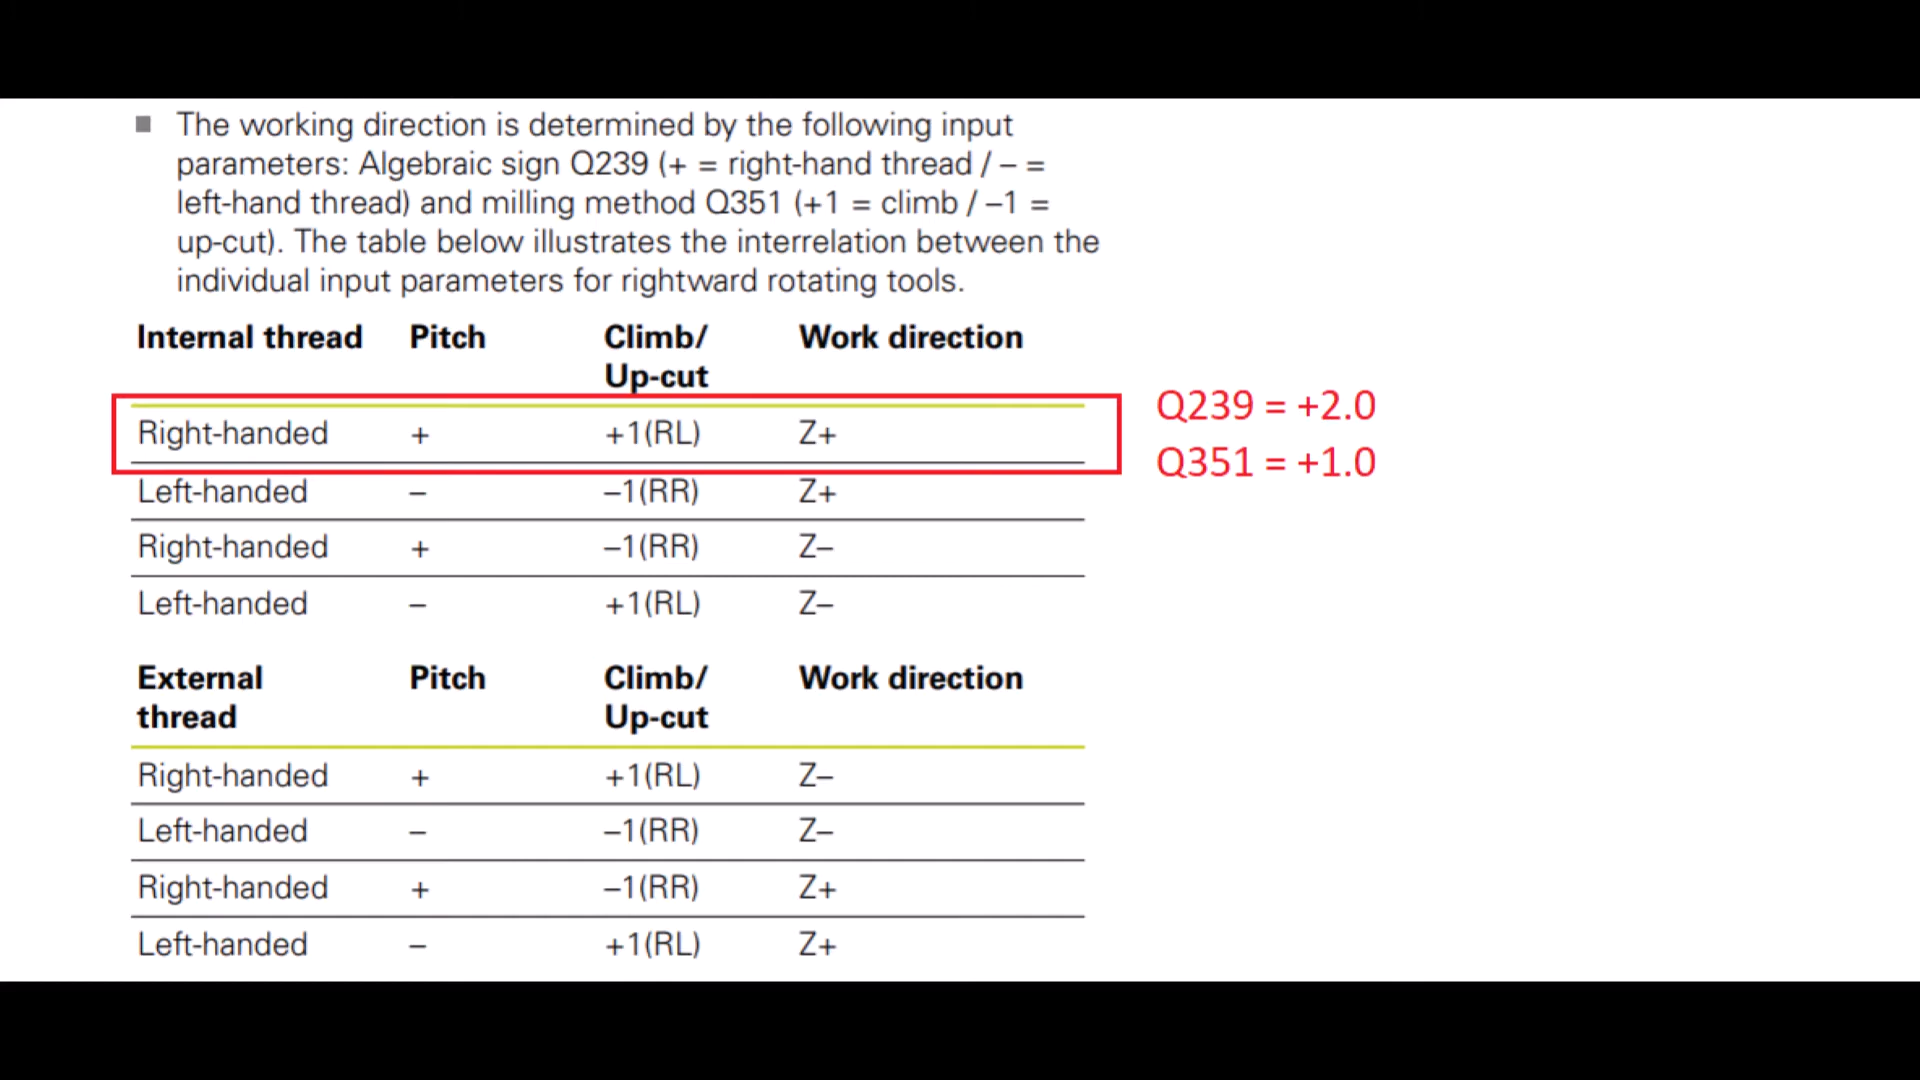 The working direction is determined by the following input
parameters: Algebraic sign Q239 (+ = right-hand thread / – =
left-hand thread) and milling method Q351 (+1 = climb / –1 =
up-cut). The table below illustrates the interrelation between the
individual input parameters for rightward rotating tools.
Internal thread Pitch Climb/ Work direction
Up-cut
Right-handed + +1(RL) Z+
Q239 = +2.0
Q351 = +1.0
Left-handed – –1(RR) Z+
Right-handed + –1(RR) Z–
Left-handed – +1(RL) Z–
External Pitch Climb/ Work direction
thread Up-cut
Right-handed + +1(RL) Z–
Left-handed – –1(RR) Z–
Right-handed + –1(RR) Z+
Left-handed – +1(RL) Z+